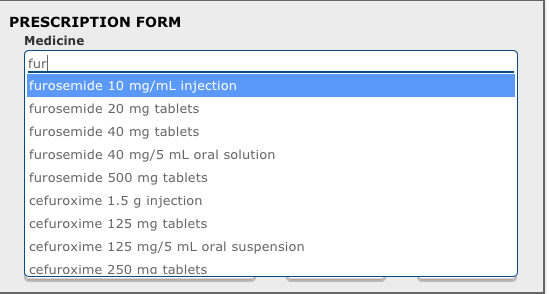 PRESCRIPTION FORM
Medicine
fur
furosemide 10 mg/mL injection
furosemide 20 mg tablets
furosemide 40 mg tablets
furosemide 40 mg/5 mL oral solution
furosemide 500 mg tablets
cefuroxime 1.5 g injection
cefuroxime 125 mg tablets
cefuroxime 125 mg/5 mL oral suspension
cefuroxime 250 mg tablets